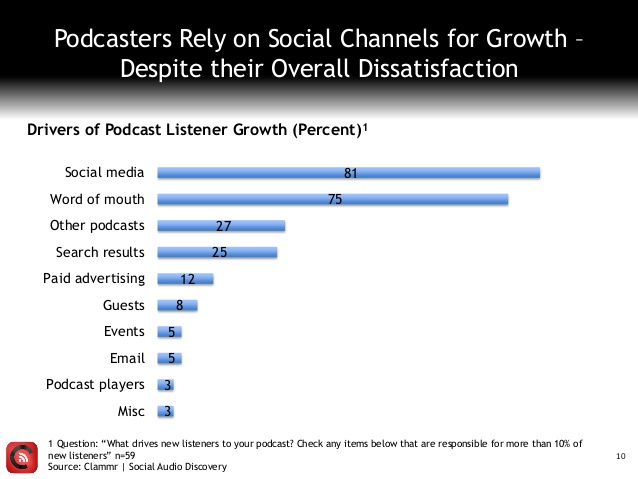 Podcasters Rely on Social Channels for Growth –
Despite their Overall Dissatisfaction
Drivers of Podcast Listener Growth (Percent)1
Social media 81
Word of mouth 75
Other podcasts 27
Search results 25
Paid advertising 12
Guests 8
Events 5
Email 5
Podcast players 3
Misc 3
1 Question: “What drives new listeners to your podcast? Check any items below that are responsible for more than 10% of
new listeners” n=59
Source: Clammr | Social Audio Discovery
10